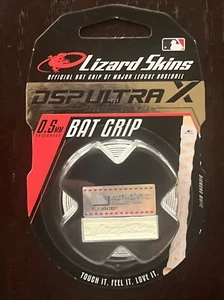 Lizard Skins
OFFICIAL BAT GRIP OF MAJOR LEAGUE BASEBALL
DSP ULTRA X
0.5mm
THICKNESS
BAT GRIP
TOUCH IT. FEEL IT. LOVE IT.